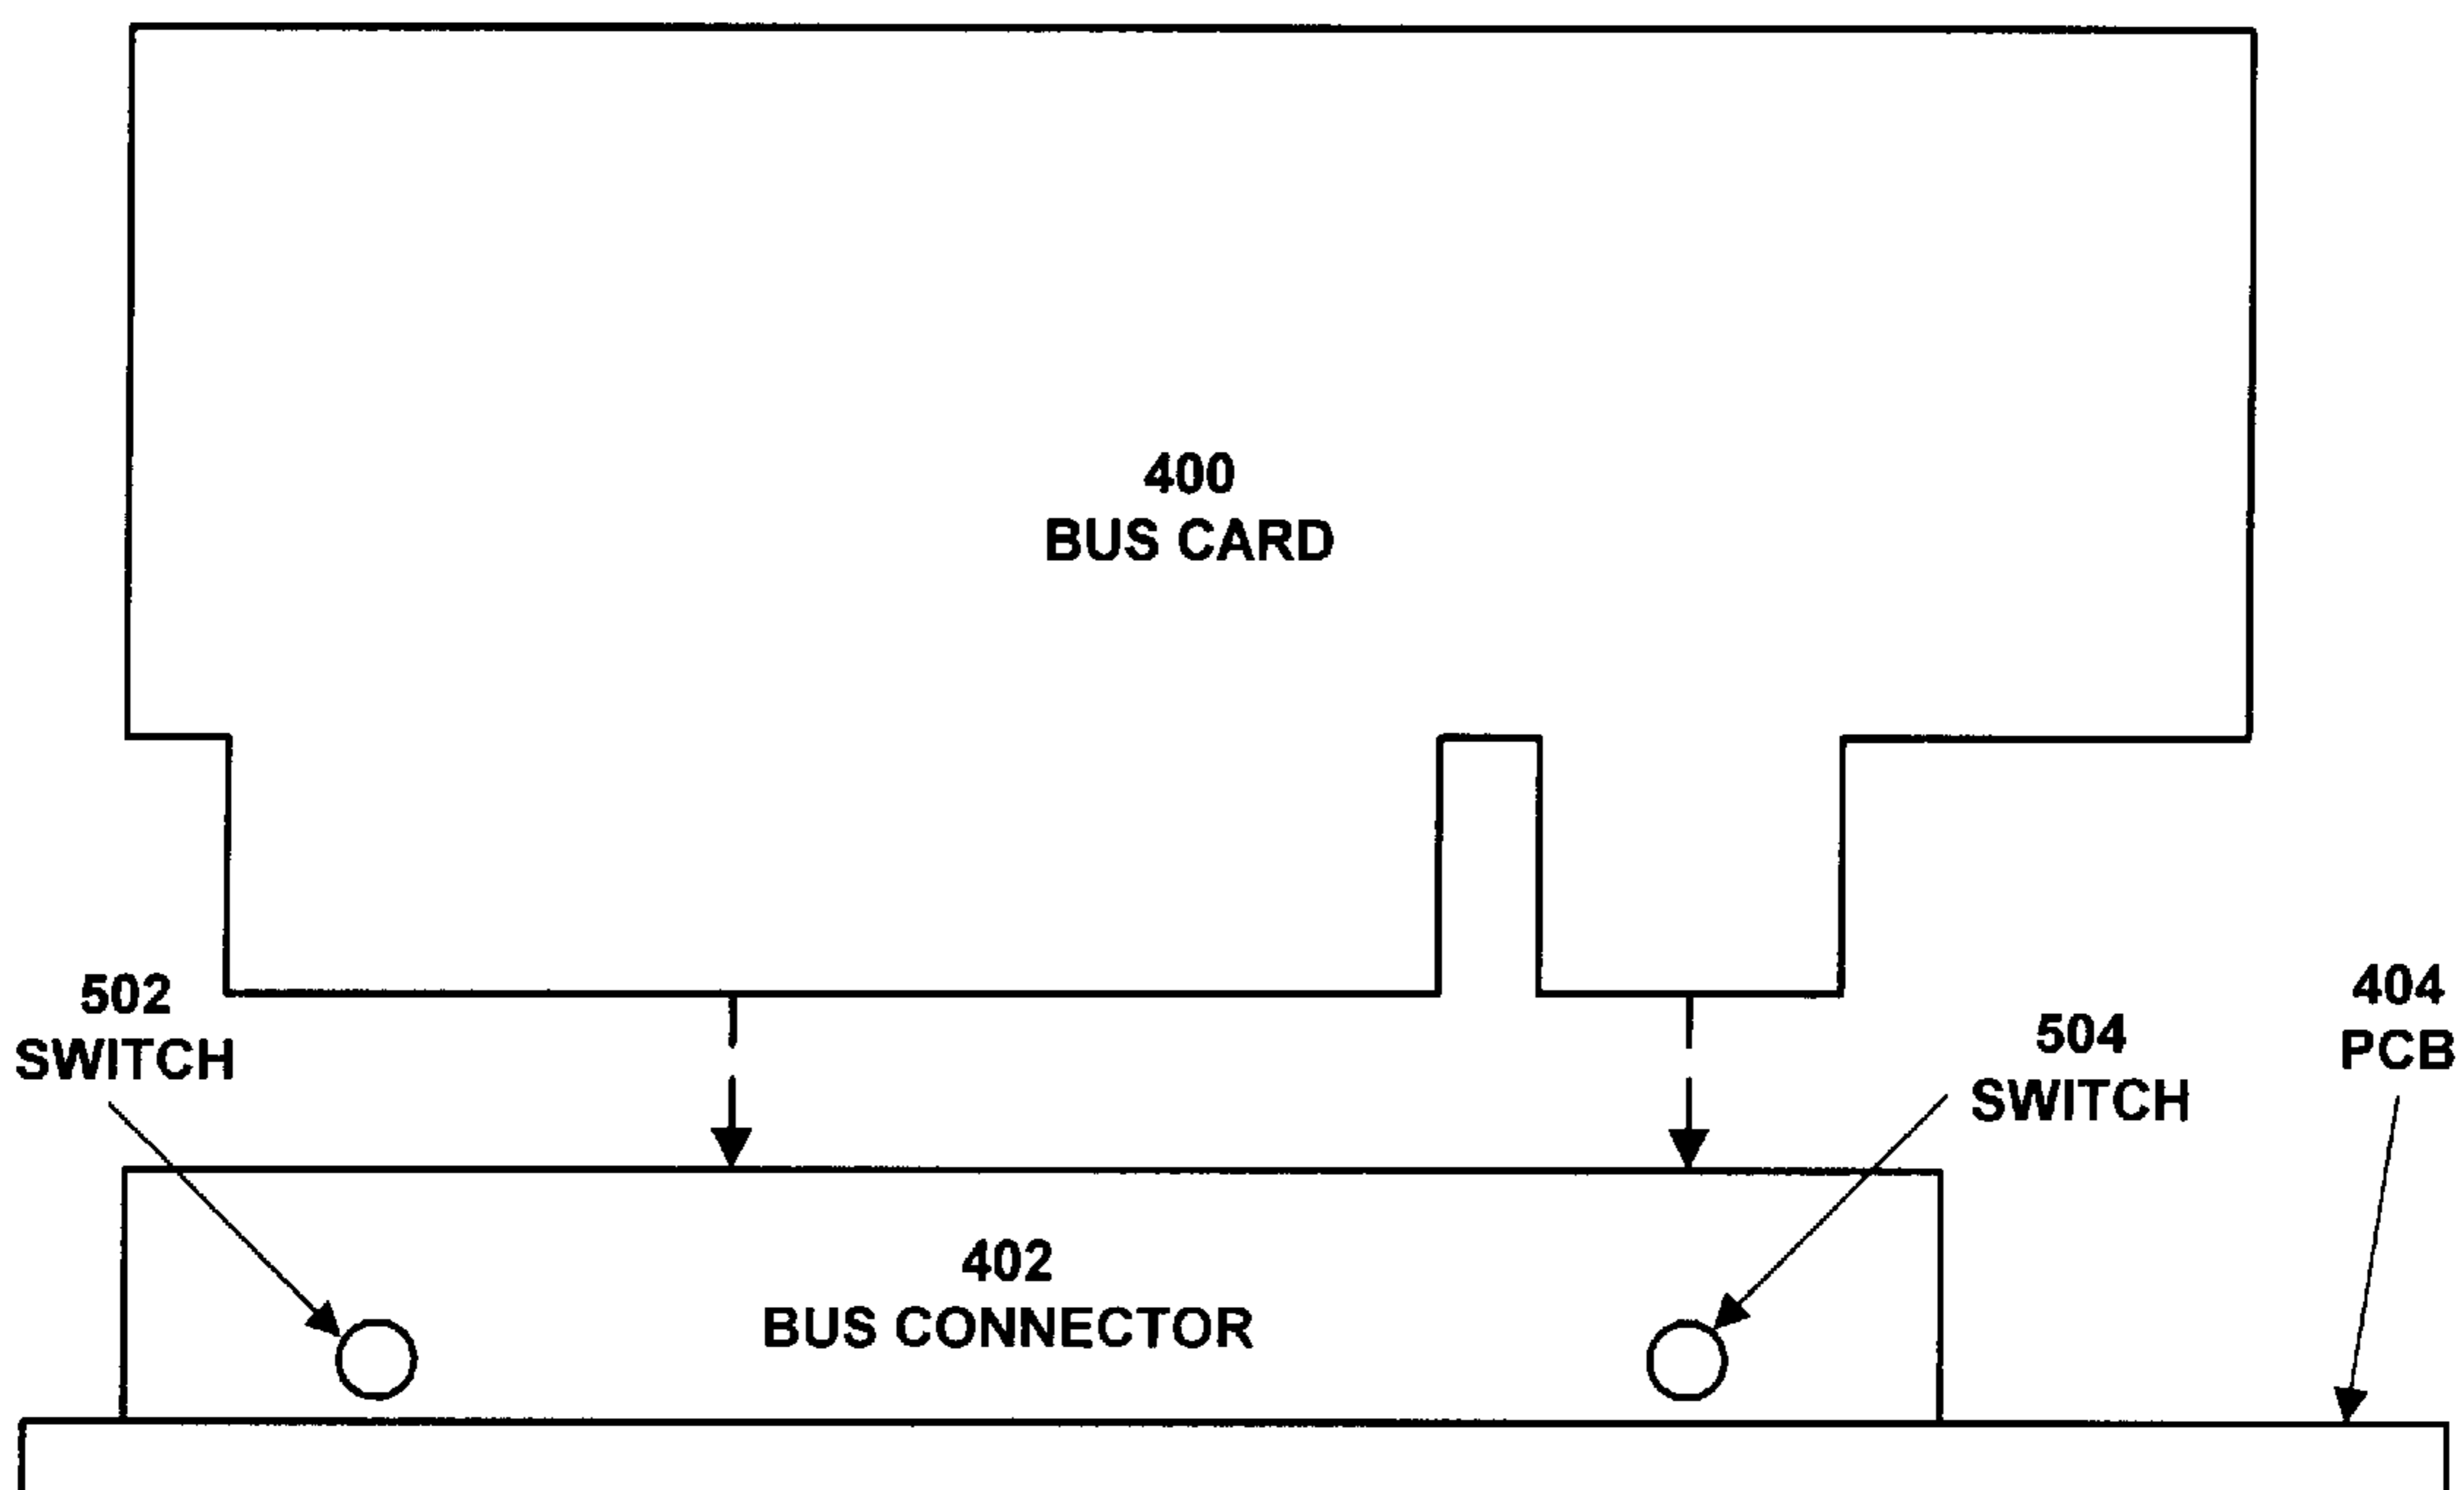 400
BUS CARD
502
SWITCH
504
SWITCH
404
PCB
402
BUS CONNECTOR